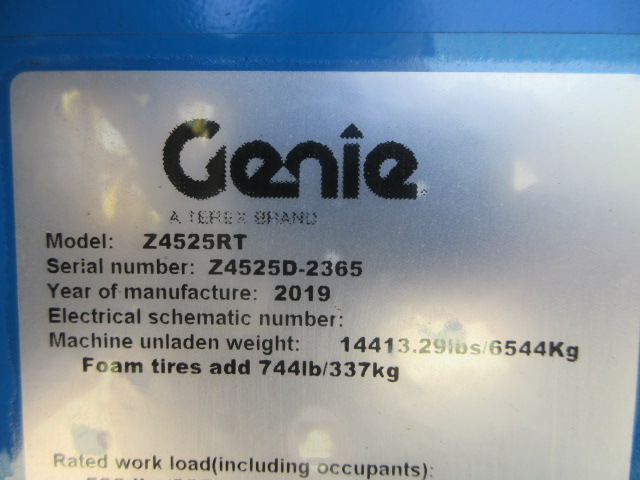 Genie
A TEREX BRAND
Model: Z4525RT
Serial number: Z4525D-2365
Year of manufacture: 2019
Electrical schematic number:
Machine unladen weight: 14413.29lbs/6544Kg
Foam tires add 744lb/337kg
Rated work load(including occupants):